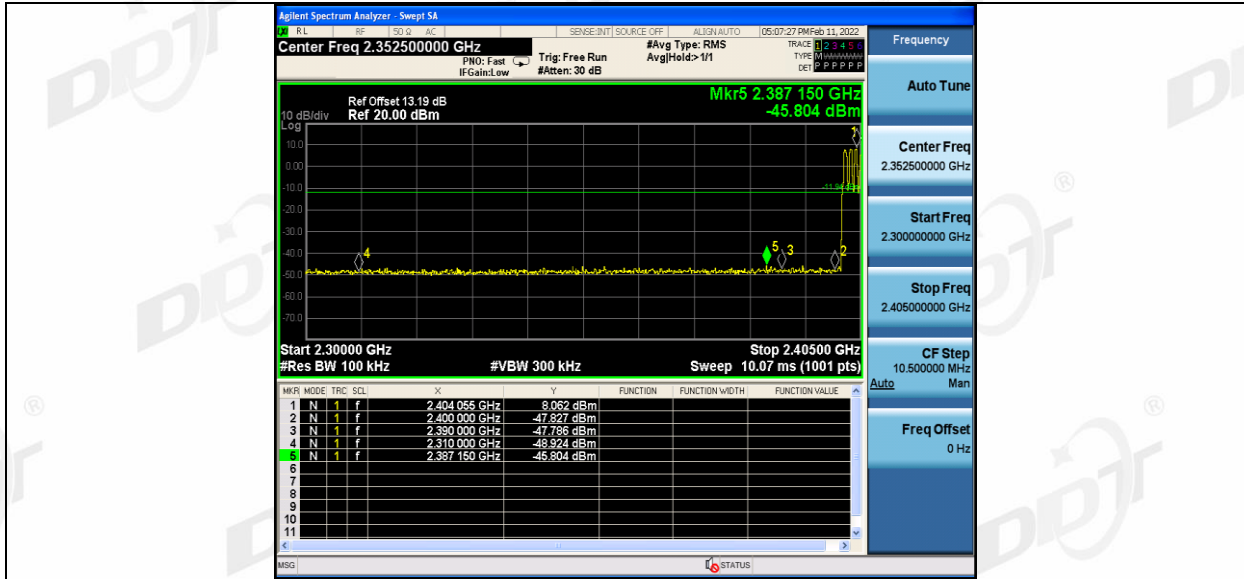 Agilent Spectrum Analyzer - Swept SA
RL RF 50 Ω AC SENSE:INT SOURCE OFF ALIGN AUTO 05:07:27 PM Feb 11, 2022
Center Freq 2.352500000 GHz
PNO: Fast
IFGain:Low
Trig: Free Run
#Atten: 30 dB
#Avg Type: RMS
Avg|Hold:>1/1
TRACE 1 2 3 4 5 6
TYPE M
DET P P P P P P
Frequency
Auto Tune
Center Freq
2.352500000 GHz
Start Freq
2.300000000 GHz
Stop Freq
2.405000000 GHz
CF Step
10.500000 MHz
Auto Man
Freq Offset
0 Hz
Mkr5 2.387 150 GHz
-45.804 dBm
Ref Offset 13.19 dB
10 dB/div Ref 20.00 dBm
Log
10.0
0.00
-10.0
-20.0
-30.0
-40.0
-50.0
-60.0
-70.0
1
4
5
3
2
Start 2.30000 GHz Stop 2.40500 GHz
#Res BW 100 kHz #VBW 300 kHz Sweep 10.07 ms (1001 pts)
MKR MODE TRC SCL X Y FUNCTION FUNCTION WIDTH FUNCTION VALUE
1 N 1 f 2.404 055 GHz 8.062 dBm
2 N 1 f 2.400 000 GHz -47.827 dBm
3 N 1 f 2.390 000 GHz -47.786 dBm
4 N 1 f 2.310 000 GHz -48.924 dBm
5 N 1 f 2.387 150 GHz -45.804 dBm
6
7
8
9
10
11
MSG STATUS
DDT
®